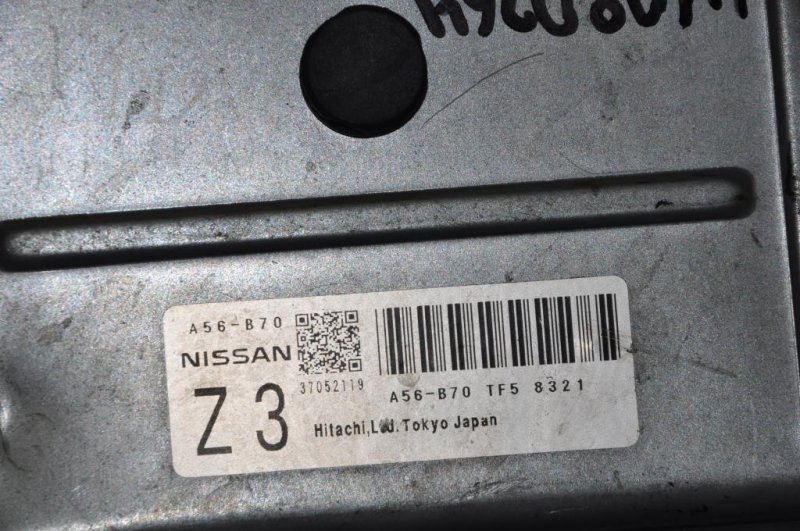 A56-B70
NISSAN
Z3
37052119
A56-B70 TF5 8321
Hitachi,Ltd.Tokyo Japan